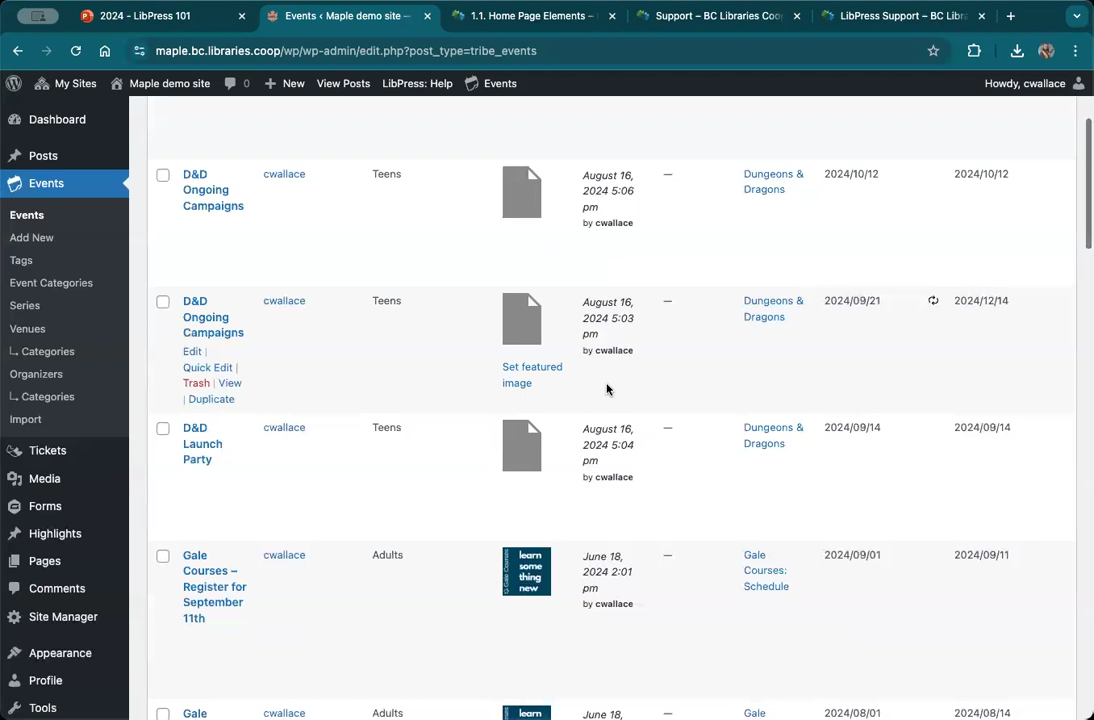 2024 - LibPress 101
Events ‹ Maple demo site —
1.1. Home Page Elements –
Support – BC Libraries Coo
LibPress Support – BC Libra
maple.bc.libraries.coop/wp/wp-admin/edit.php?post_type=tribe_events
My Sites
Maple demo site
0
New
View Posts
LibPress: Help
Events
Howdy, cwallace
Dashboard
Posts
Events
Events
Add New
Tags
Event Categories
Series
Venues
Categories
Organizers
Categories
Import
Tickets
Media
Forms
Highlights
Pages
Comments
Site Manager
Appearance
Profile
Tools
D&D
Ongoing
Campaigns
cwallace
Teens
August 16,
2024 5:06
pm
by cwallace
—
Dungeons &
Dragons
2024/10/12
2024/10/12
D&D
Ongoing
Campaigns
Edit |
Quick Edit |
Trash | View
| Duplicate
cwallace
Teens
Set featured
image
August 16,
2024 5:03
pm
by cwallace
—
Dungeons &
Dragons
2024/09/21
2024/12/14
D&D
Launch
Party
cwallace
Teens
August 16,
2024 5:04
pm
by cwallace
—
Dungeons &
Dragons
2024/09/14
2024/09/14
Gale
Courses –
Register for
September
11th
cwallace
Adults
Gale Courses
learn
some
thing
new
June 18,
2024 2:01
pm
by cwallace
—
Gale
Courses:
Schedule
2024/09/01
2024/09/11
Gale
cwallace
Adults
learn
June 18,
—
Gale
2024/08/01
2024/08/14